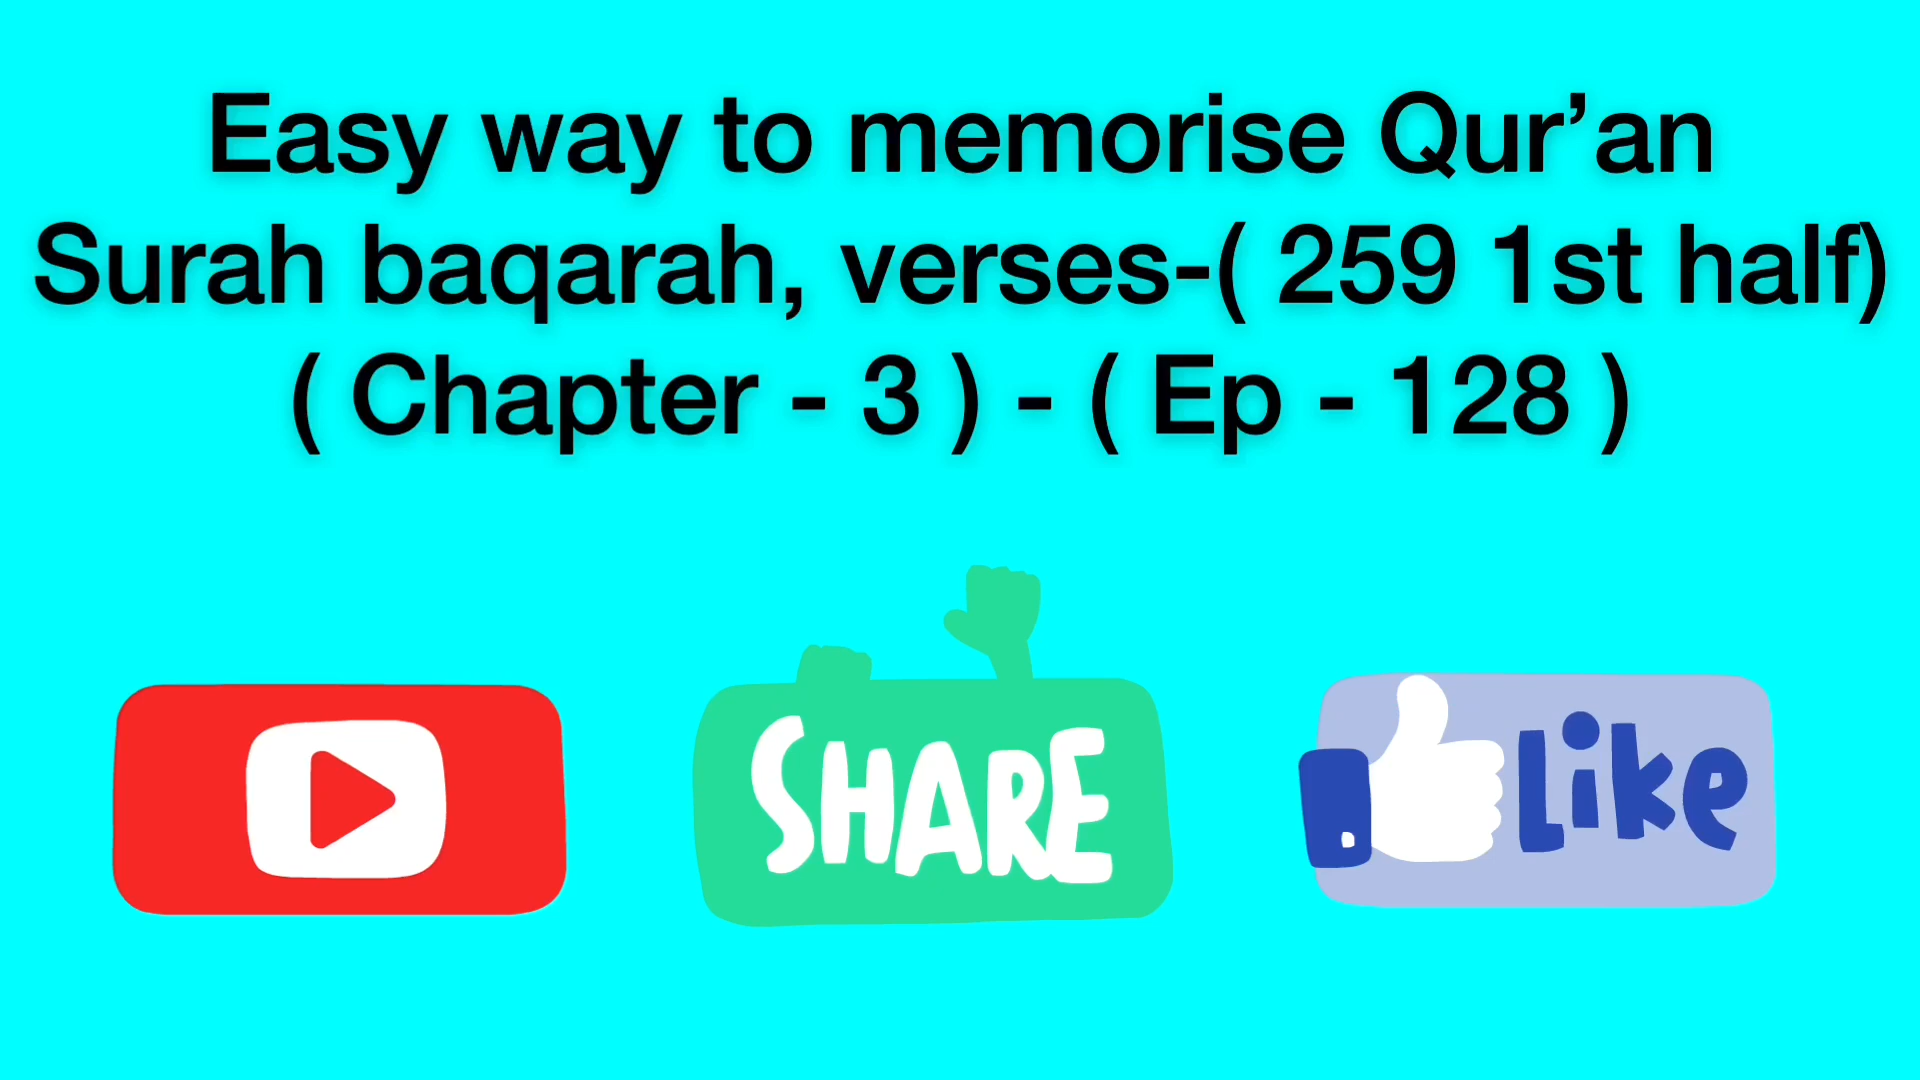 Easy way to memorise Qur’an
Surah baqarah, verses-( 259 1st half)
( Chapter - 3 ) - ( Ep - 128 )
SHARE
Like